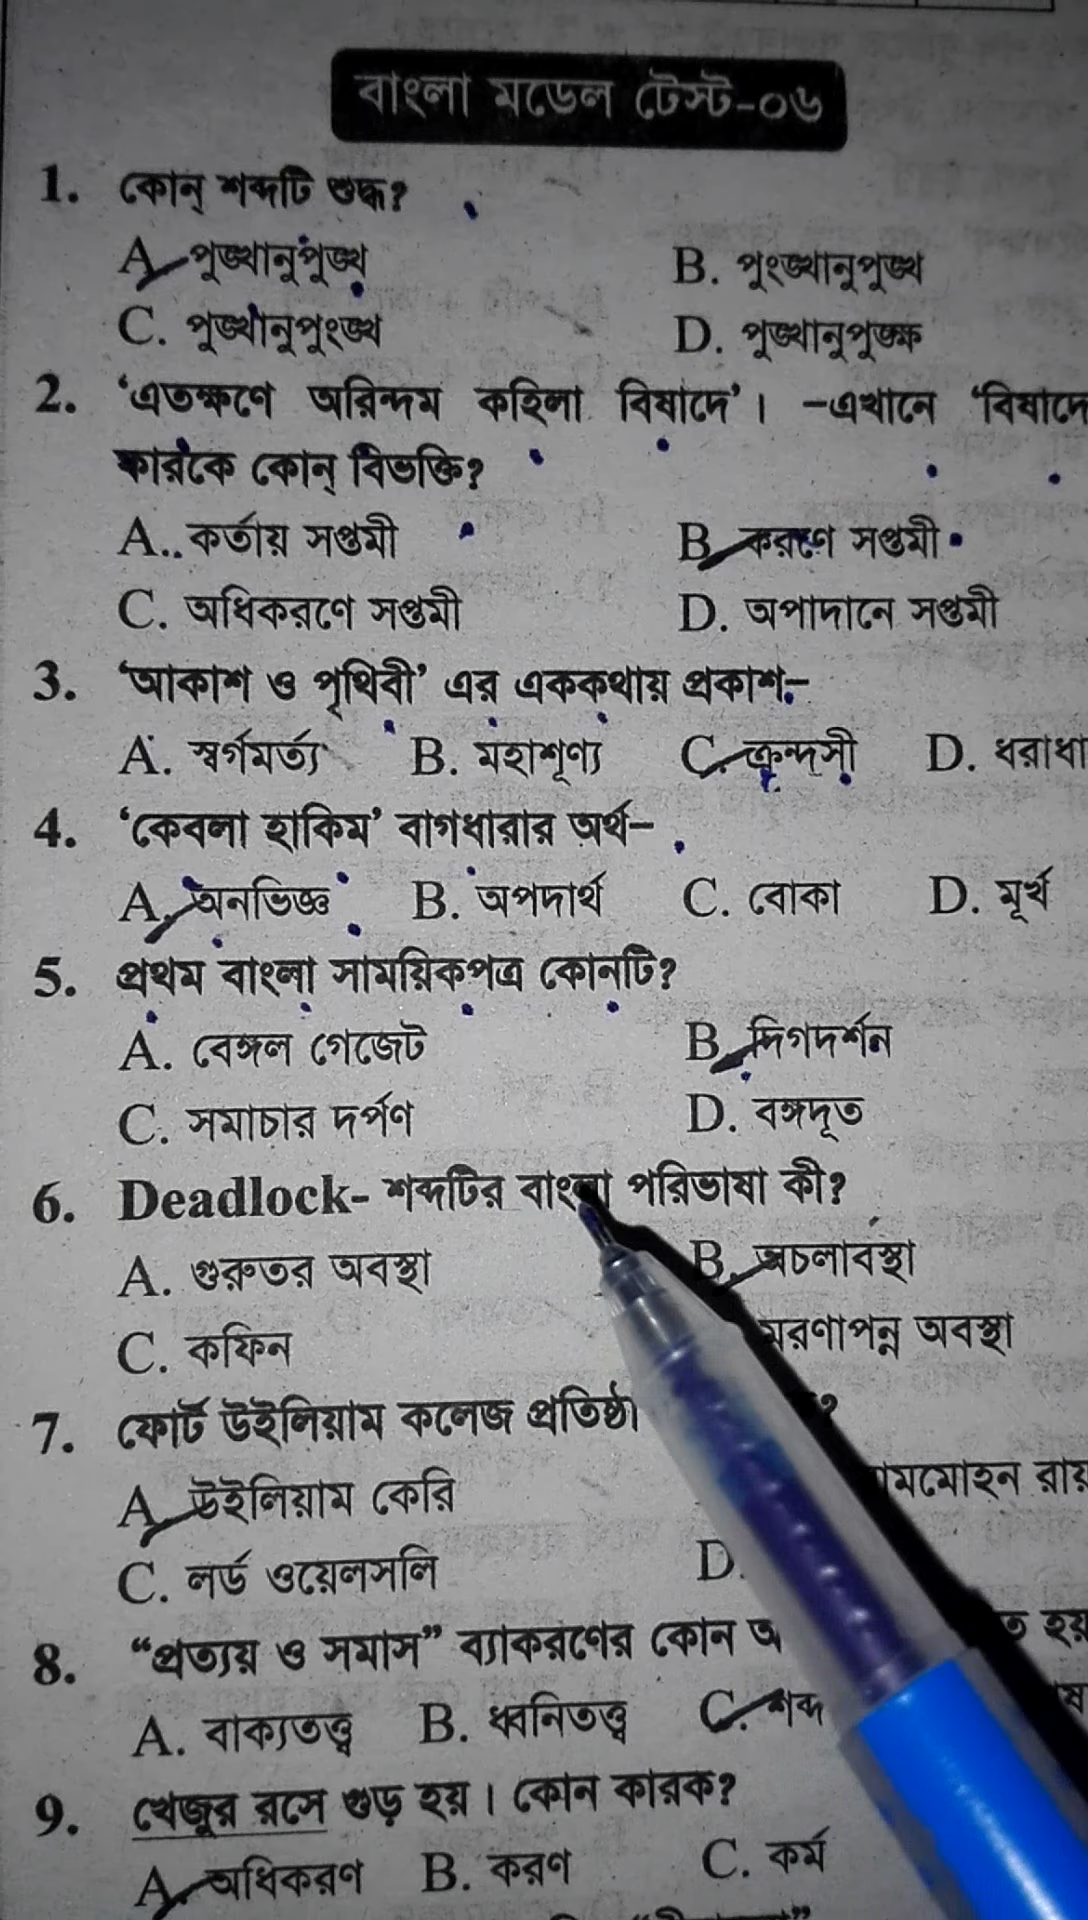 বাংলা মডেল টেস্ট-০৬
1. কোন্ শব্দটি শুদ্ধ?
A. পুঙ্খানুপুঙ্খ B. পুংঙ্খানুপুঙ্খ
C. পুঙ্খানুপুংঙ্খ D. পুঙ্খানুপুঙ্ক্ষ
2. ‘এতক্ষণে অরিন্দম কহিলা বিষাদে’। -এখানে ‘বিষাদে
কারকে কোন্ বিভক্তি?
A. কর্তায় সপ্তমী B. করণে সপ্তমী
C. অধিকরণে সপ্তমী D. অপাদানে সপ্তমী
3. ‘আকাশ ও পৃথিবী’ এর এককথায় প্রকাশ-
A. স্বর্গমর্ত্য B. মহাশূণ্য C. ক্রন্দসী D. ধরাধা
4. ‘কেবলা হাকিম’ বাগধারার অর্থ-
A. অনভিজ্ঞ B. অপদার্থ C. বোকা D. মূর্খ
5. প্রথম বাংলা সাময়িকপত্র কোনটি?
A. বেঙ্গল গেজেট B. দিগদর্শন
C. সমাচার দর্পণ D. বঙ্গদূত
6. Deadlock- শব্দটির বাংলা পরিভাষা কী?
A. গুরুতর অবস্থা B. অচলাবস্থা
C. কফিন মরণাপন্ন অবস্থা
7. ফোর্ট উইলিয়াম কলেজ প্রতিষ্ঠা ?
A. উইলিয়াম কেরি মমোহন রায়
C. লর্ড ওয়েলসলি D.
8. “প্রত্যয় ও সমাস” ব্যাকরণের কোন অ ত হয়
A. বাক্যতত্ত্ব B. ধ্বনিতত্ত্ব C. শব্দ
9. খেজুর রসে গুড় হয়। কোন কারক?
A. অধিকরণ B. করণ C. কর্ম